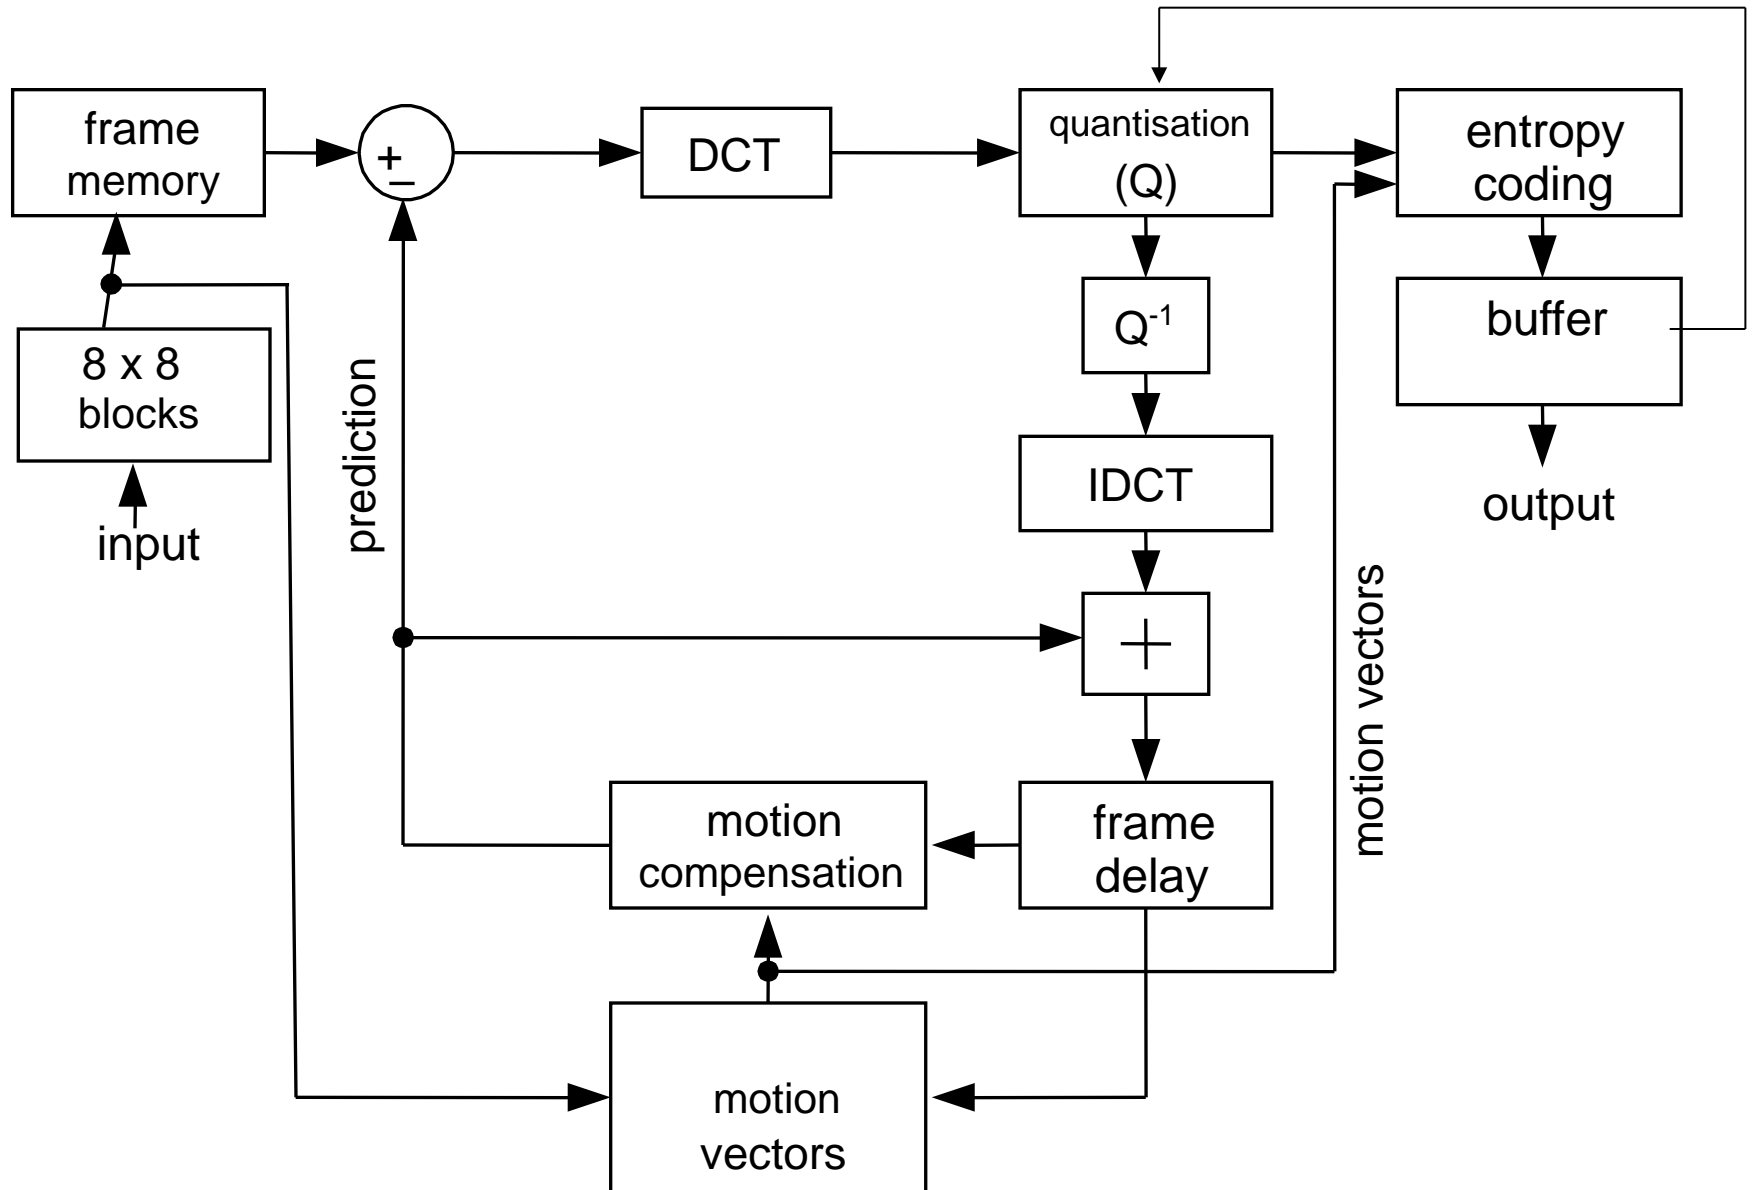 frame
memory
+
−
DCT
quantisation
(Q)
entropy
coding
8 x 8
blocks
input
prediction
Q-1
IDCT
buffer
output
+
motion vectors
motion
compensation
frame
delay
motion
vectors